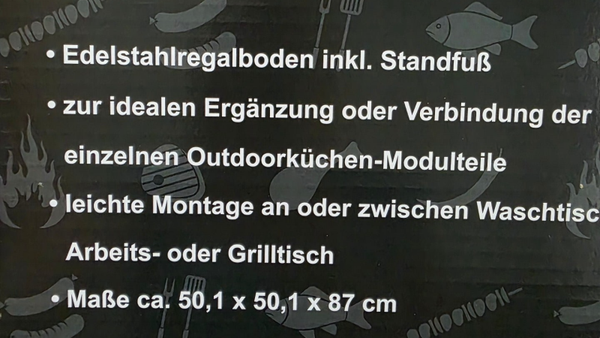 • Edelstahlregalboden inkl. Standfuß
• zur idealen Ergänzung oder Verbindung der
einzelnen Outdoorküchen-Modulteile
• leichte Montage an oder zwischen Waschtisc
Arbeits- oder Grilltisch
• Maße ca. 50,1 x 50,1 x 87 cm